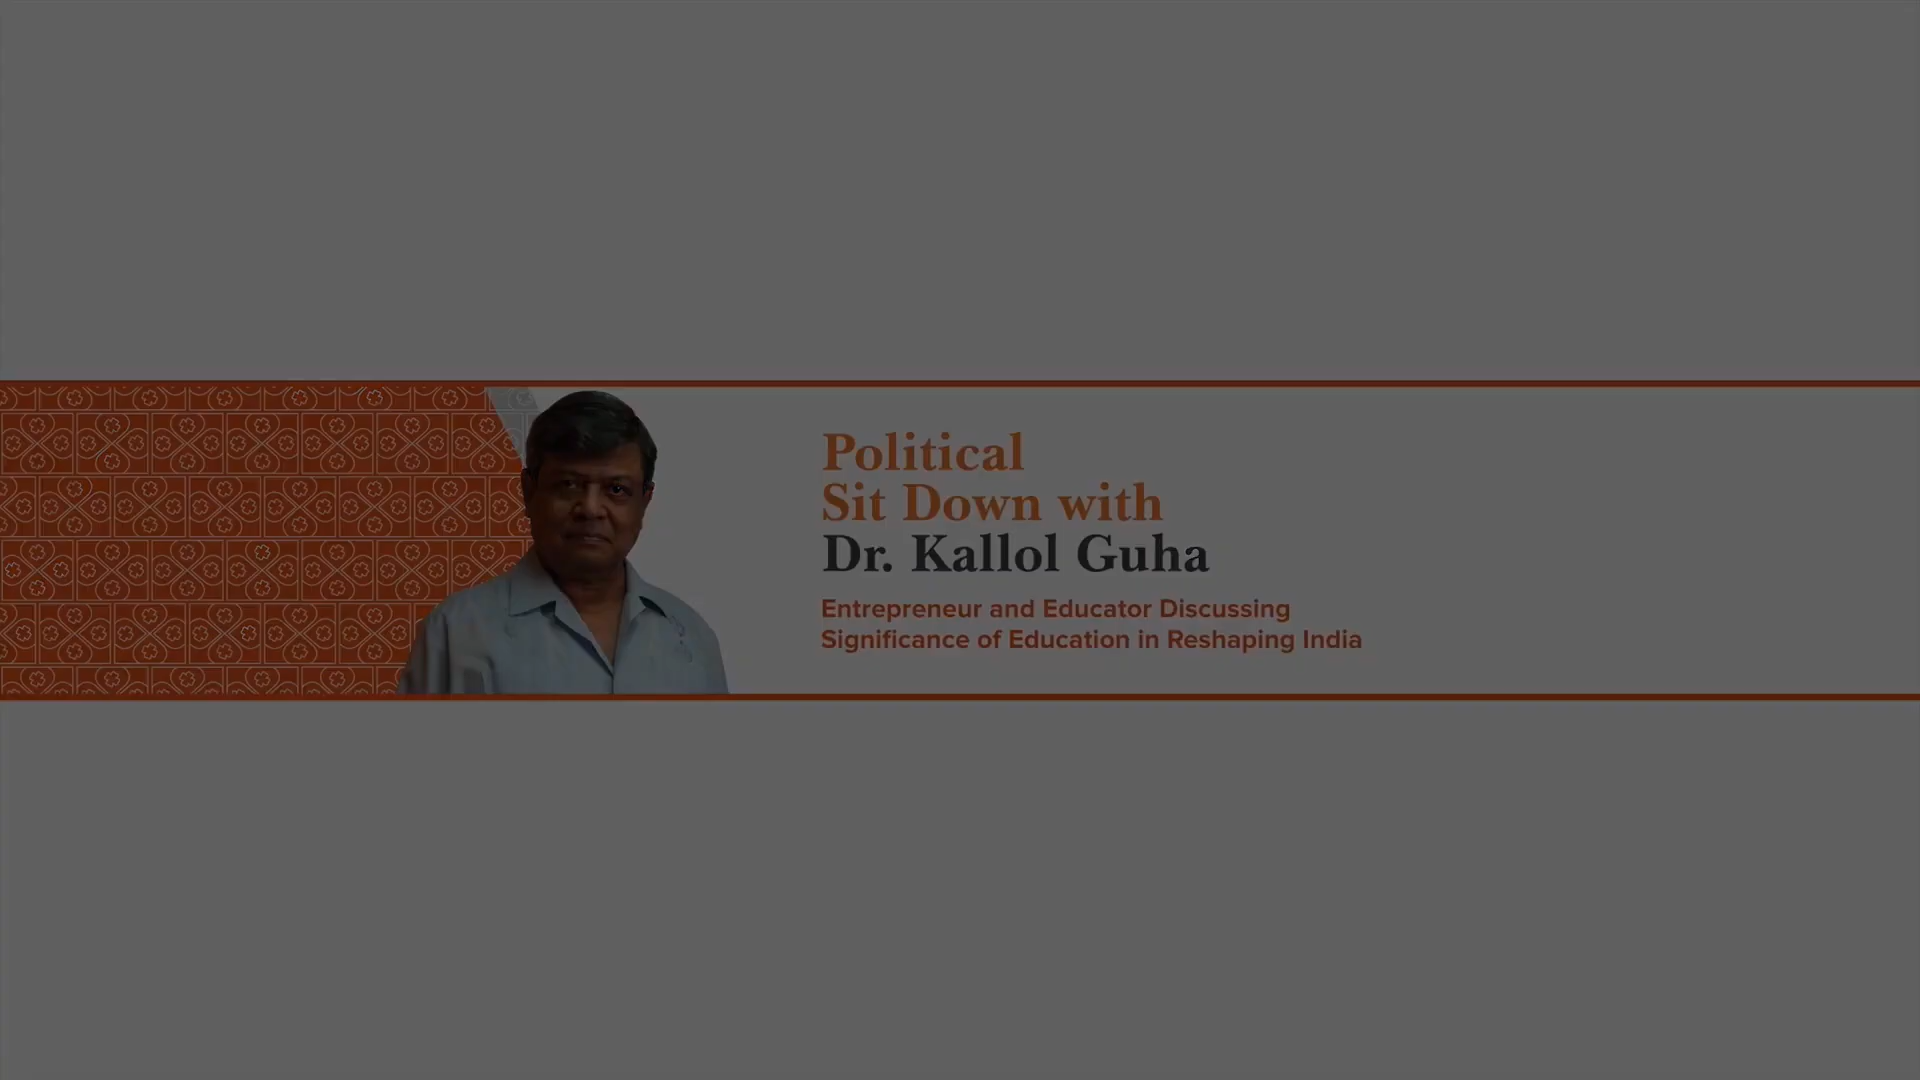 Political
Sit Down with
Dr. Kallol Guha
Entrepreneur and Educator Discussing
Significance of Education in Reshaping India